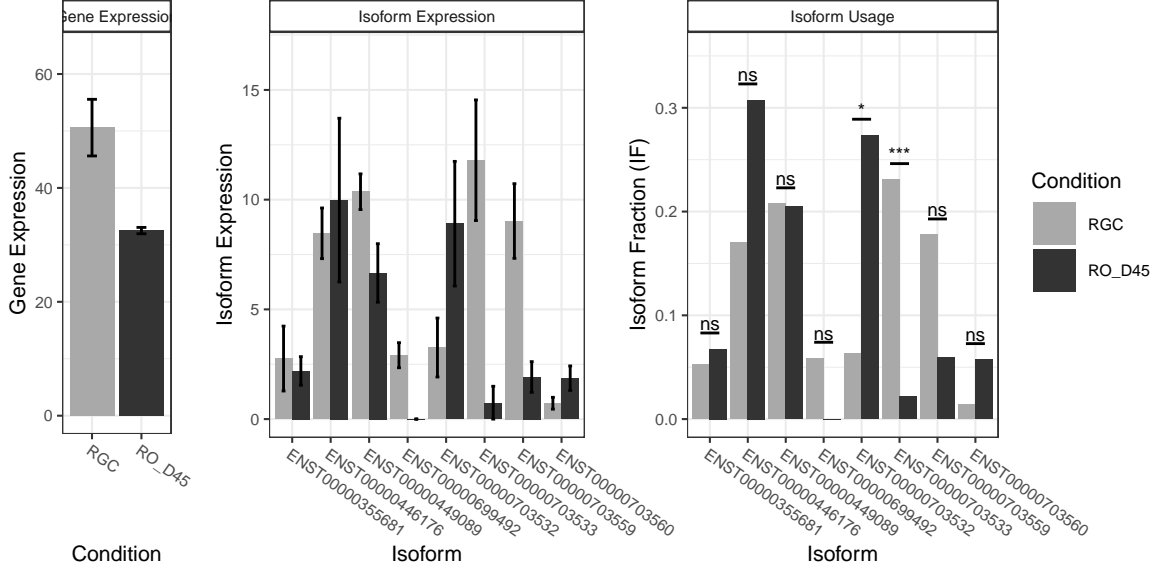 Gene Expression
Isoform Expression
Isoform Usage
Gene Expression
60
40
20
0
RGC
RO_D45
Condition
Isoform Expression
15
10
5
0
ENST00000355681
ENST00000446176
ENST00000449089
ENST00000699492
ENST00000703532
ENST00000703533
ENST00000703559
ENST00000703560
Isoform
Isoform Fraction (IF)
0.3
0.2
0.1
0.0
ns
ns
ns
ns
*
***
ns
ns
ENST00000355681
ENST00000446176
ENST00000449089
ENST00000699492
ENST00000703532
ENST00000703533
ENST00000703559
ENST00000703560
Isoform
Condition
RGC
RO_D45